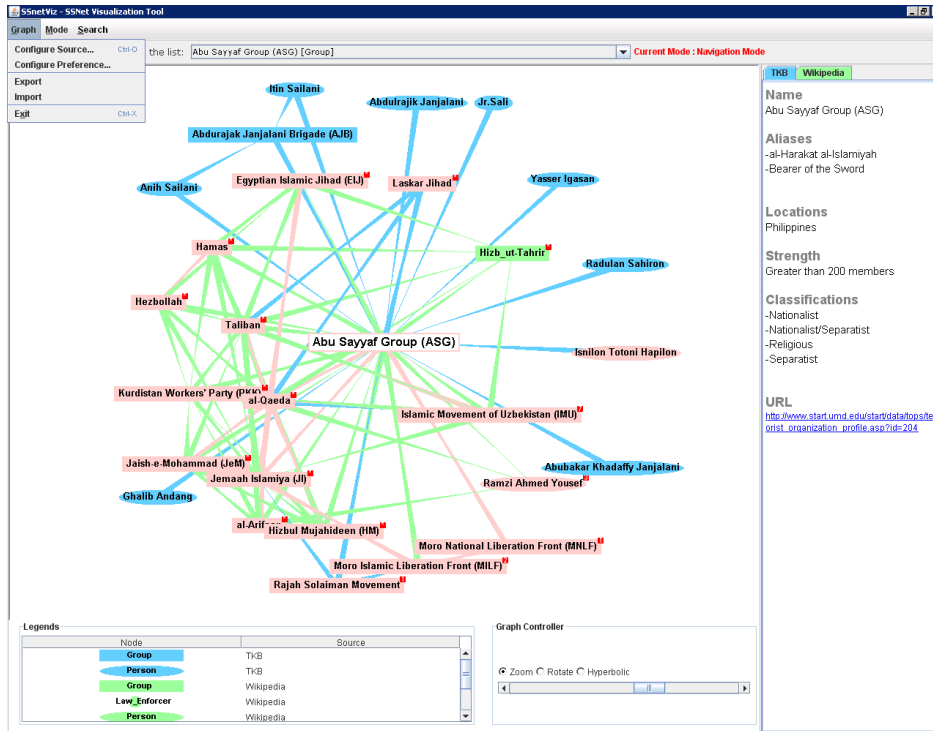 SSnetViz - SSNet Visualization Tool
Graph Mode Search
Configure Source... Ctrl-O
Configure Preference...
Export
Import
Exit Ctrl-X
the list: Abu Sayyaf Group (ASG) [Group] Current Mode : Navigation Mode
Itin Sailani
Abdulrajik Janjalani
Jr.Sali
Abdurajak Janjalani Brigade (AJB)
Egyptian Islamic Jihad (EIJ)
Laskar Jihad
Yasser Igasan
Anih Sailani
Hamas
Hizb_ut-Tahrir
Radulan Sahiron
Hezbollah
Taliban
Abu Sayyaf Group (ASG)
Isnilon Totoni Hapilon
Kurdistan Workers' Party (PKK)
al-Qaeda
Islamic Movement of Uzbekistan (IMU)
2
Jaish-e-Mohammad (JeM)
Abubakar Khadaffy Janjalani
Jemaah Islamiya (JI)
Ramzi Ahmed Yousef
Ghalib Andang
Hizbul Mujahideen (HM)
Moro National Liberation Front (MNLF)
1
Moro Islamic Liberation Front (MILF)
2
Rajah Solaiman Movement
1
TKB Wikipedia
Name
Abu Sayyaf Group (ASG)
Aliases
-al-Harakat al-Islamiyah
-Bearer of the Sword
Locations
Philippines
Strength
Greater than 200 members
Classifications
-Nationalist
-Nationalist/Separatist
-Religious
-Separatist
URL
http://www.start.umd.edu/start/data/tops/te
orist_organization_profile.asp?id=204
Legends
Node Source
Group TKB
Person TKB
Group Wikipedia
Law_Enforcer Wikipedia
Person Wikipedia
Graph Controller
Zoom Rotate Hyperbolic